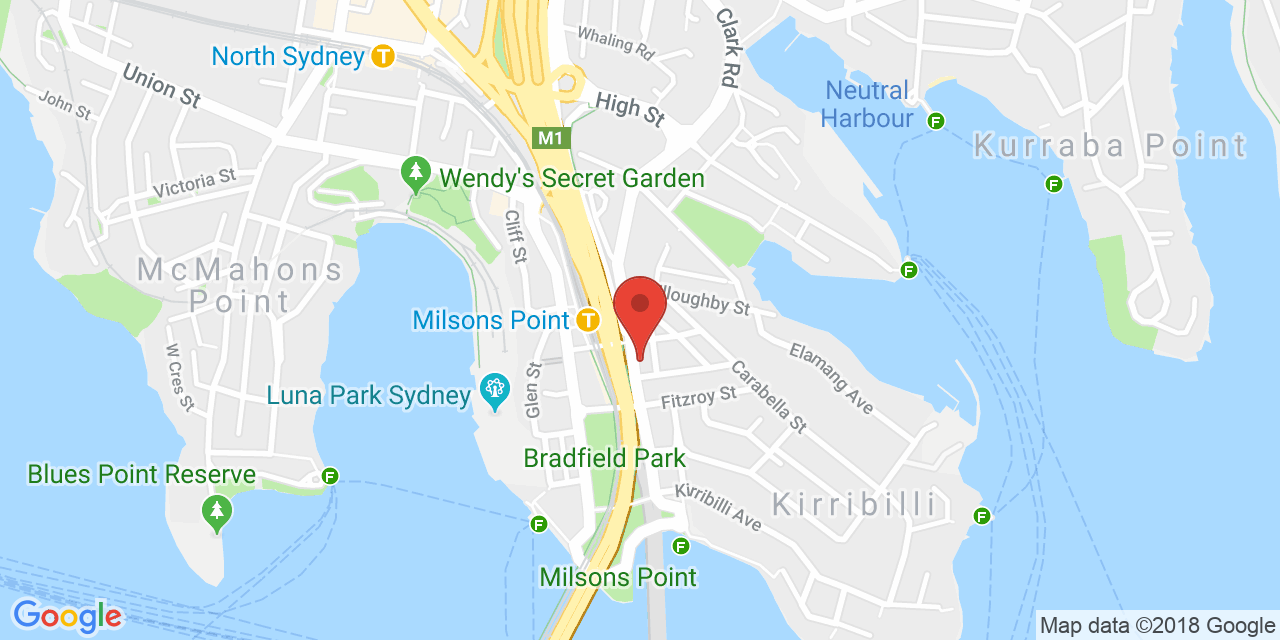 Whaling Rd
Clark Rd
North Sydney
T
Union St
John St
High St
Neutral
Harbour
F
M1
Kurraba Point
Victoria St
Wendy's Secret Garden
F
Cliff St
McMahons
Point
F
lloughby St
Milsons Point
T
W Cres St
Glen St
Elamang Ave
Carabella St
Luna Park Sydney
Fitzroy St
Bradfield Park
Blues Point Reserve
F
Kirribilli Ave
Kirribilli
F
F
F
Milsons Point
Google
Map data ©2018 Google